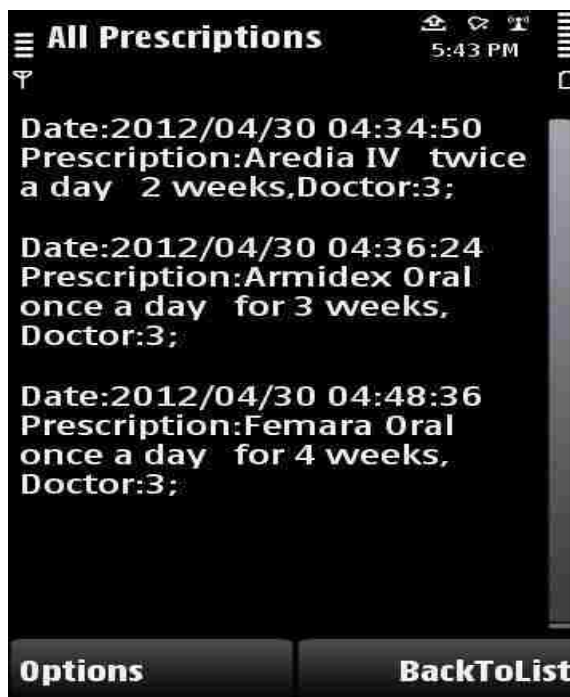 All Prescriptions
5:43 PM
Date:2012/04/30 04:34:50
Prescription:Aredia IV twice
a day 2 weeks,Doctor:3;
Date:2012/04/30 04:36:24
Prescription:Armidex Oral
once a day for 3 weeks,
Doctor:3;
Date:2012/04/30 04:48:36
Prescription:Femara Oral
once a day for 4 weeks,
Doctor:3;
Options
BackToList